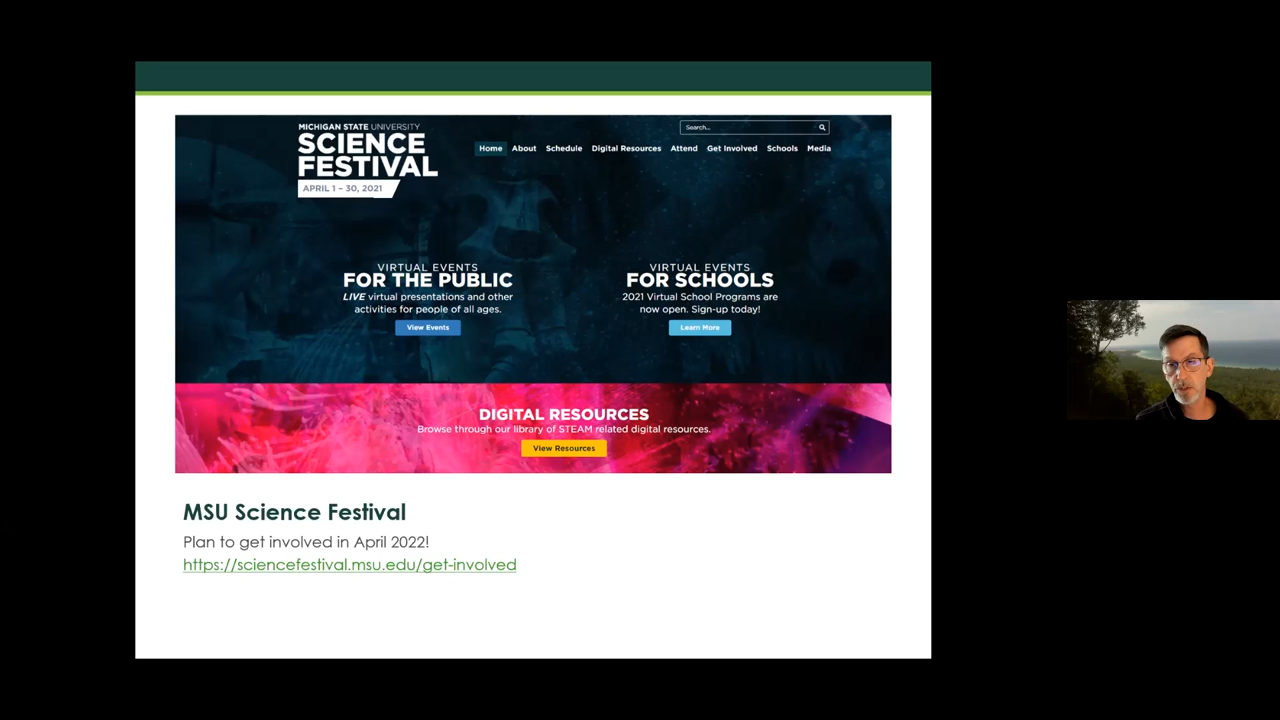 MICHIGAN STATE UNIVERSITY
SCIENCE
FESTIVAL
APRIL 1 – 30, 2021
Search...
Home About Schedule Digital Resources Attend Get Involved Schools Media
VIRTUAL EVENTS
FOR THE PUBLIC
LIVE virtual presentations and other
activities for people of all ages.
View Events
VIRTUAL EVENTS
FOR SCHOOLS
2021 Virtual School Programs are
now open. Sign-up today!
Learn More
DIGITAL RESOURCES
Browse through our library of STEAM related digital resources.
View Resources
MSU Science Festival
Plan to get involved in April 2022!
https://sciencefestival.msu.edu/get-involved